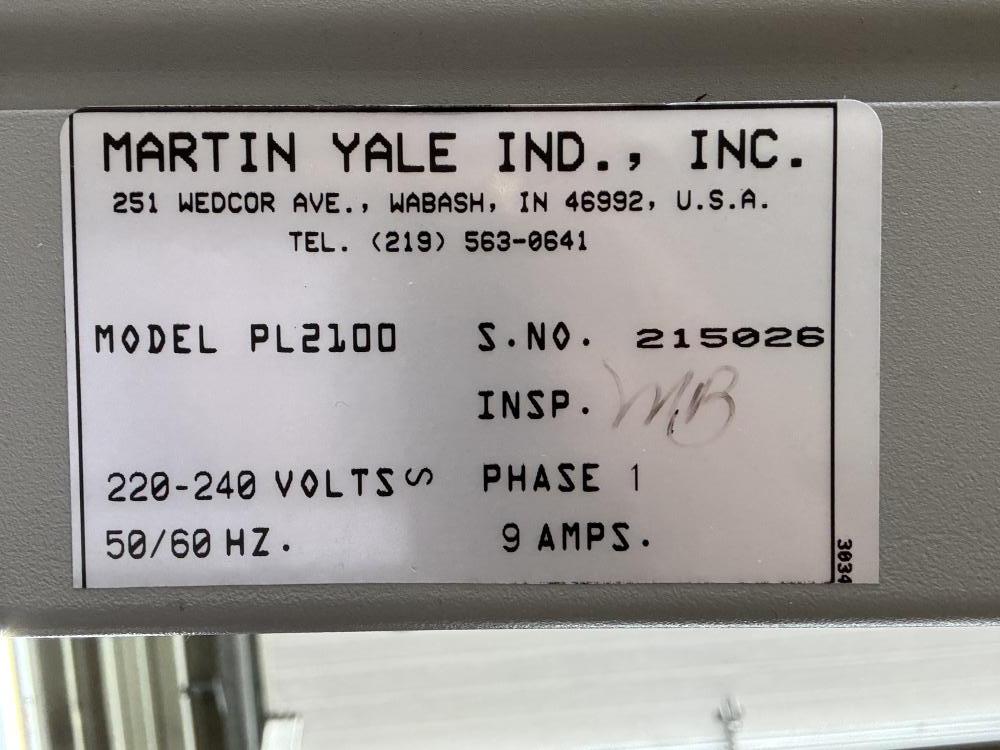 MARTIN YALE IND., INC.
251 WEDCOR AVE., WABASH, IN 46992, U.S.A.
TEL. (219) 563-0641
MODEL PL2100 S.NO. 215026
INSP. MB
220-240 VOLTS∽ PHASE 1
50/60 HZ. 9 AMPS.
3034